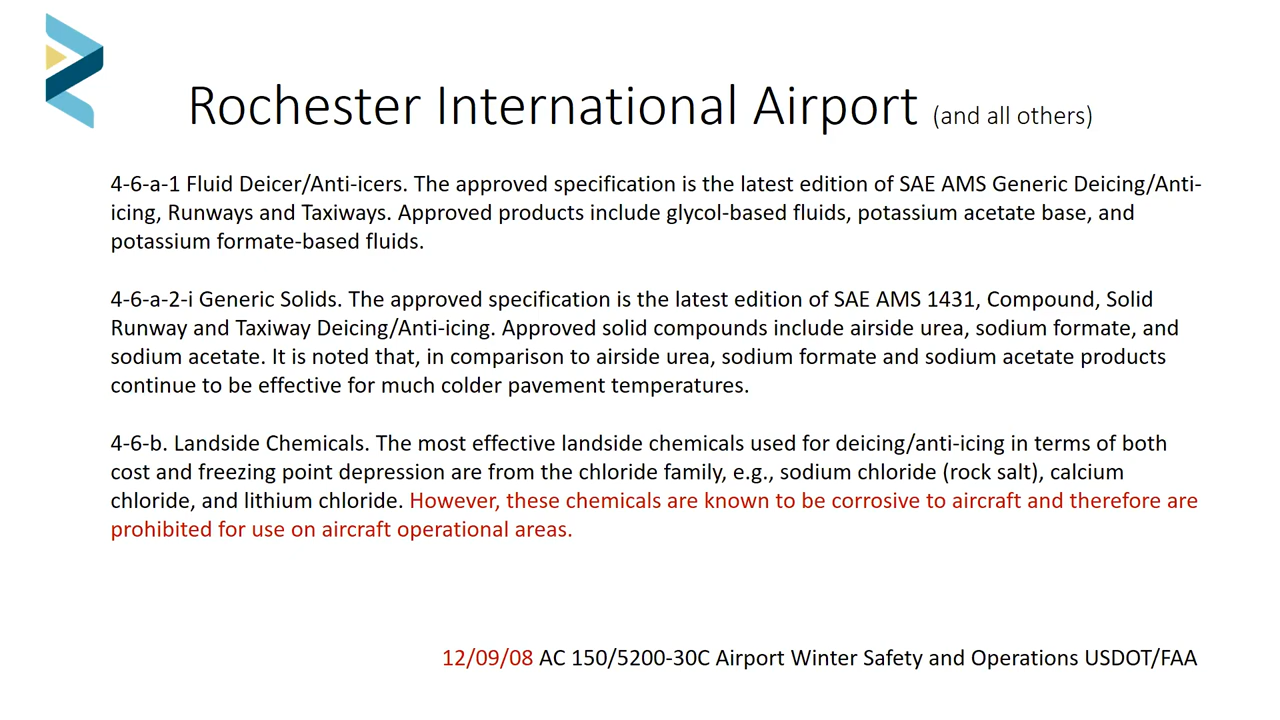 Rochester International Airport (and all others)
4-6-a-1 Fluid Deicer/Anti-icers. The approved specification is the latest edition of SAE AMS Generic Deicing/Anti-
icing, Runways and Taxiways. Approved products include glycol-based fluids, potassium acetate base, and
potassium formate-based fluids.
4-6-a-2-i Generic Solids. The approved specification is the latest edition of SAE AMS 1431, Compound, Solid
Runway and Taxiway Deicing/Anti-icing. Approved solid compounds include airside urea, sodium formate, and
sodium acetate. It is noted that, in comparison to airside urea, sodium formate and sodium acetate products
continue to be effective for much colder pavement temperatures.
4-6-b. Landside Chemicals. The most effective landside chemicals used for deicing/anti-icing in terms of both
cost and freezing point depression are from the chloride family, e.g., sodium chloride (rock salt), calcium
chloride, and lithium chloride. However, these chemicals are known to be corrosive to aircraft and therefore are
prohibited for use on aircraft operational areas.
12/09/08 AC 150/5200-30C Airport Winter Safety and Operations USDOT/FAA